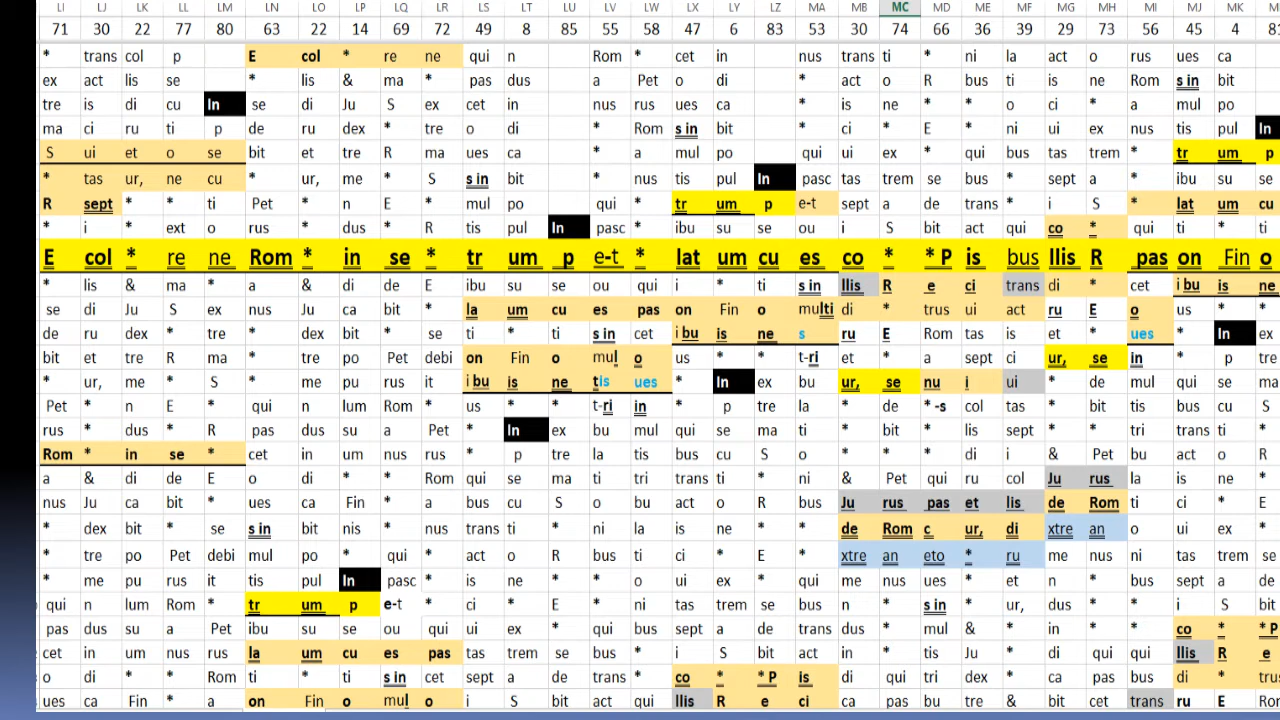 LI LJ LK LL LM LN LO LP LQ LR LS LT LU LV LW LX LY LZ MA MB MC MD ME MF MG MH MI MJ MK M
71 30 22 77 80 63 22 14 60 72 49 8 85 55 58 47 6 83 53 30 74 66 36 39 29 73 56 45 4 81
* trans col p E col * re ne qui n Rom * cet in nus trans ti * ni la act o rus ues ca
ex act lis se * lis & ma * pas dus a Pet o di * act o R bus ti is ne Rom s in bit
tre is di cu In se di Ju S ex cet in nus rus ues ca * is ne * o ci * a mul po
ma ci ru ti p de ru dex * tre o di * Rom s in bit * ci * E * ni ui ex nus tis pul In
S ui et o se bit et tre R ma ues ca * a mul po qui ui ex * qui bus tas trem * tr um p
* tas ur, ne cu * ur, me * S s in bit * nus tis pul In pasc tas trem se bus * sept a * ibu su se
R sept * * ti Pet * n E * mul po qui * tr um p e-t sept a de trans * i S * lat um cu
* i * ext o rus * dus * R tis pul In pasc * ibu su se ou i S bit act qui co * qui ti * ti
E col * re ne Rom * in se * tr um p e-t * lat um cu es co * * P is bus llis R pas on Fin o
* lis & ma * a & di de E ibu su se ou qui i * ti s in llis R e ci trans di * cet i bu is ne
se di Ju S ex nus Ju ca bit * la um cu es pas on Fin o multi di * trus ui act ru E o us *
de ru dex * tre * dex bit * se ti * ti s in cet i bu is ne s ru E Rom tas is et * ues * In ex
bit et tre R ma * tre po Pet debi on Fin o mul o us * * t-ri et * a sept ci ur, se in * p tre
* ur, me * S * me pu rus it i bu is ne tis ues * In ex bu ur, se nu i ui * de mul qui se ma
Pet * n E * qui n lum Rom * us * * t-ri in * p tre la * de * -s col tas * bit tis bus cu S
rus * dus * R pas dus su a Pet * In ex bu mul qui se ma ti * bit * lis sept * * tri trans ti *
Rom * in se * cet in um nus rus * p tre la tis bus cu S o * * * di i & Pet bu act o R
a & di de E o di * * Rom qui se ma ti tri trans ti * * ni & Pet qui ru col Ju rus la is ne *
nus Ju ca bit * ues ca Fin * a bus cu S o bu act o R bus Ju rus pas et lis de Rom ti ci * E
* dex bit * se s in bit nis * nus trans ti * ni la is ne * * de Rom c ur, di xtre an o ui ex *
* tre po Pet debi mul po * qui * act o R bus ti ci * E * xtre an eto * ru me nus ni tas trem se
* me pu rus it tis pul In pasc * is ne * * o ui ex * qui me nus ues * et n * bus sept a de
qui n lum Rom * tr um p e-t * ci * E * ni tas trem se bus n * s in * ur, dus * * i S bit
pas dus su a Pet ibu su se ou qui ui ex * qui bus sept a de trans dus * mul & * in * * co * * P
cet in um nus rus la um cu es pas tas trem se bus * i S bit act in * tis Ju * di qui qui llis R e
o di * * Rom ti * ti s in cet sept a de trans * co * * P is di qui tri dex * ca pas bus di * trus
ues ca Fin * a on Fin o mul o i S bit act qui llis R e ci ca pas bu tre & bit cet trans ru E Rom